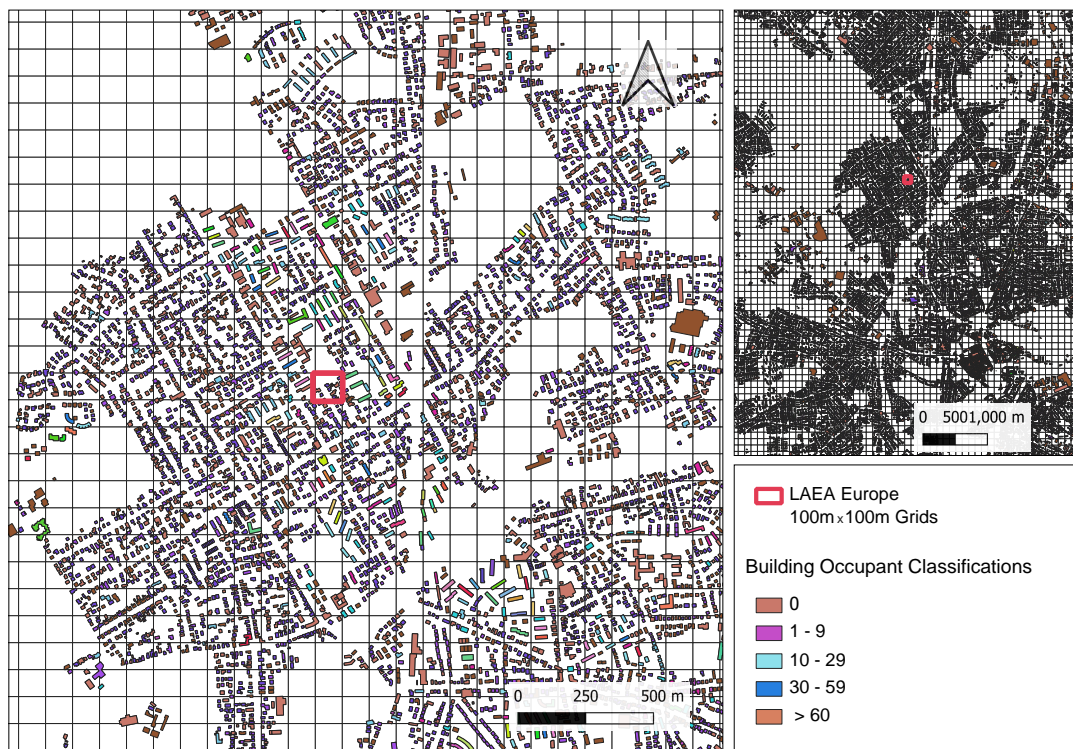 0 250 500 m
0 5001,000 m
LAEA Europe
100m x 100m Grids
Building Occupant Classifications
0
1 - 9
10 - 29
30 - 59
> 60